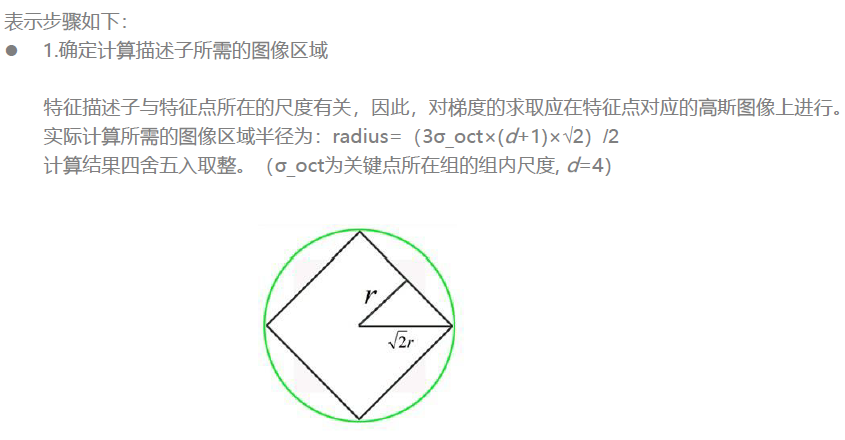 表示步骤如下：
● 1.确定计算描述子所需的图像区域
特征描述子与特征点所在的尺度有关，因此，对梯度的求取应在特征点对应的高斯图像上进行。
实际计算所需的图像区域半径为：radius=（3σ_oct×(d+1)×√2）/2
计算结果四舍五入取整。（σ_oct为关键点所在组的组内尺度, d=4）
r
√2r